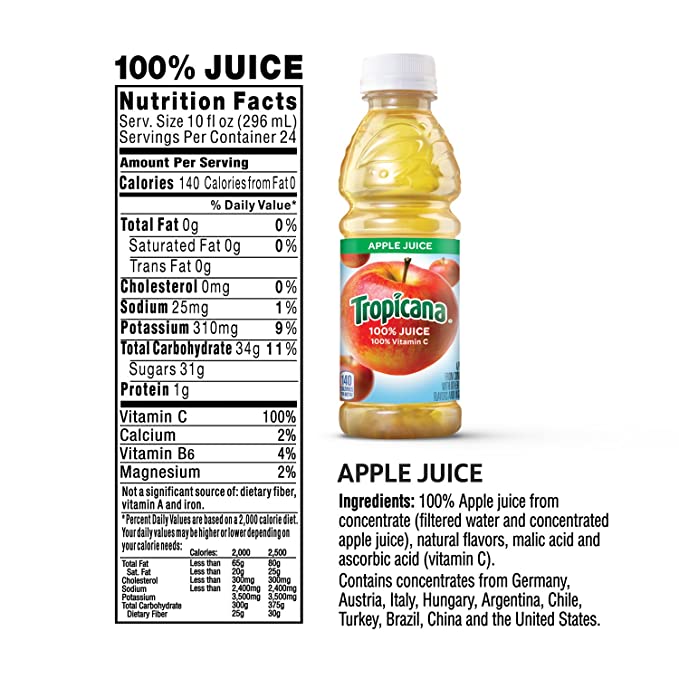 100% JUICE
Nutrition Facts
Serv. Size 10 fl oz (296 mL)
Servings Per Container 24
Amount Per Serving
Calories 140 Calories from Fat 0
% Daily Value*
Total Fat 0g 0%
Saturated Fat 0g 0%
Trans Fat 0g
Cholesterol 0mg 0%
Sodium 25mg 1%
Potassium 310mg 9%
Total Carbohydrate 34g 11%
Sugars 31g
Protein 1g
Vitamin C 100%
Calcium 2%
Vitamin B6 4%
Magnesium 2%
Not a significant source of: dietary fiber,
vitamin A and iron.
*Percent Daily Values are based on a 2,000 calorie diet.
Your daily values may be higher or lower depending on
your calorie needs:
Calories: 2,000 2,500
Total Fat Less than 65g 80g
Sat. Fat Less than 20g 25g
Cholesterol Less than 300mg 300mg
Sodium Less than 2,400mg 2,400mg
Potassium 3,500mg 3,500mg
Total Carbohydrate 300g 375g
Dietary Fiber 25g 30g
APPLE JUICE
Tropicana®
100% JUICE
100% Vitamin C
140
APPLE JUICE
Ingredients: 100% Apple juice from
concentrate (filtered water and concentrated
apple juice), natural flavors, malic acid and
ascorbic acid (vitamin C).
Contains concentrates from Germany,
Austria, Italy, Hungary, Argentina, Chile,
Turkey, Brazil, China and the United States.